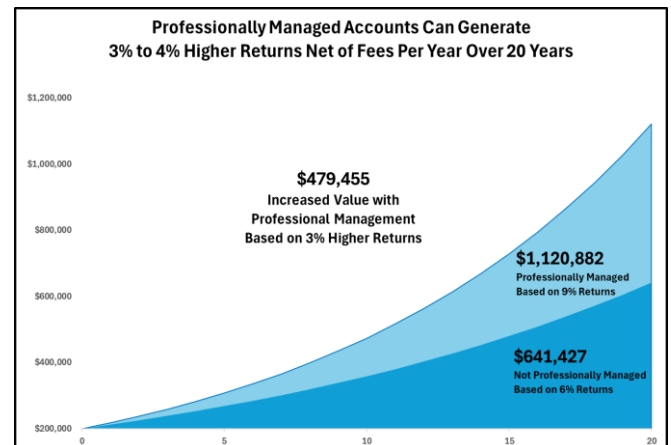 Professionally Managed Accounts Can Generate
3% to 4% Higher Returns Net of Fees Per Year Over 20 Years
$1,200,000
$1,000,000
$800,000
$600,000
$400,000
$200,000
$479,455
Increased Value with
Professional Management
Based on 3% Higher Returns
$1,120,882
Professionally Managed
Based on 9% Returns
$641,427
Not Professionally Managed
Based on 6% Returns
0
5
10
15
20